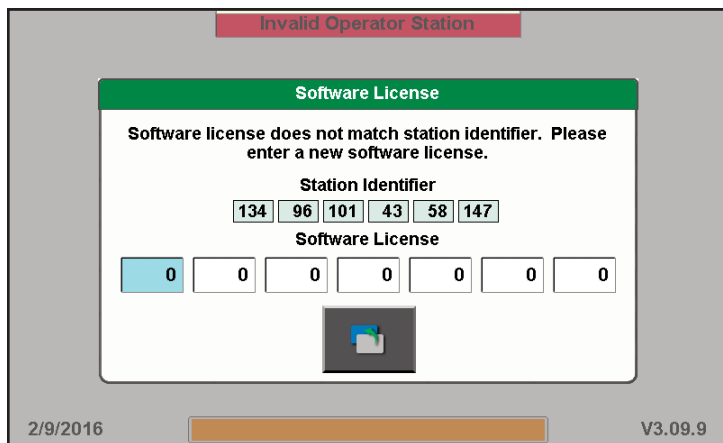 Invalid Operator Station
Software License
Software license does not match station identifier. Please
enter a new software license.
Station Identifier
134 96 101 43 58 147
Software License
0 0 0 0 0 0 0
2/9/2016 V3.09.9